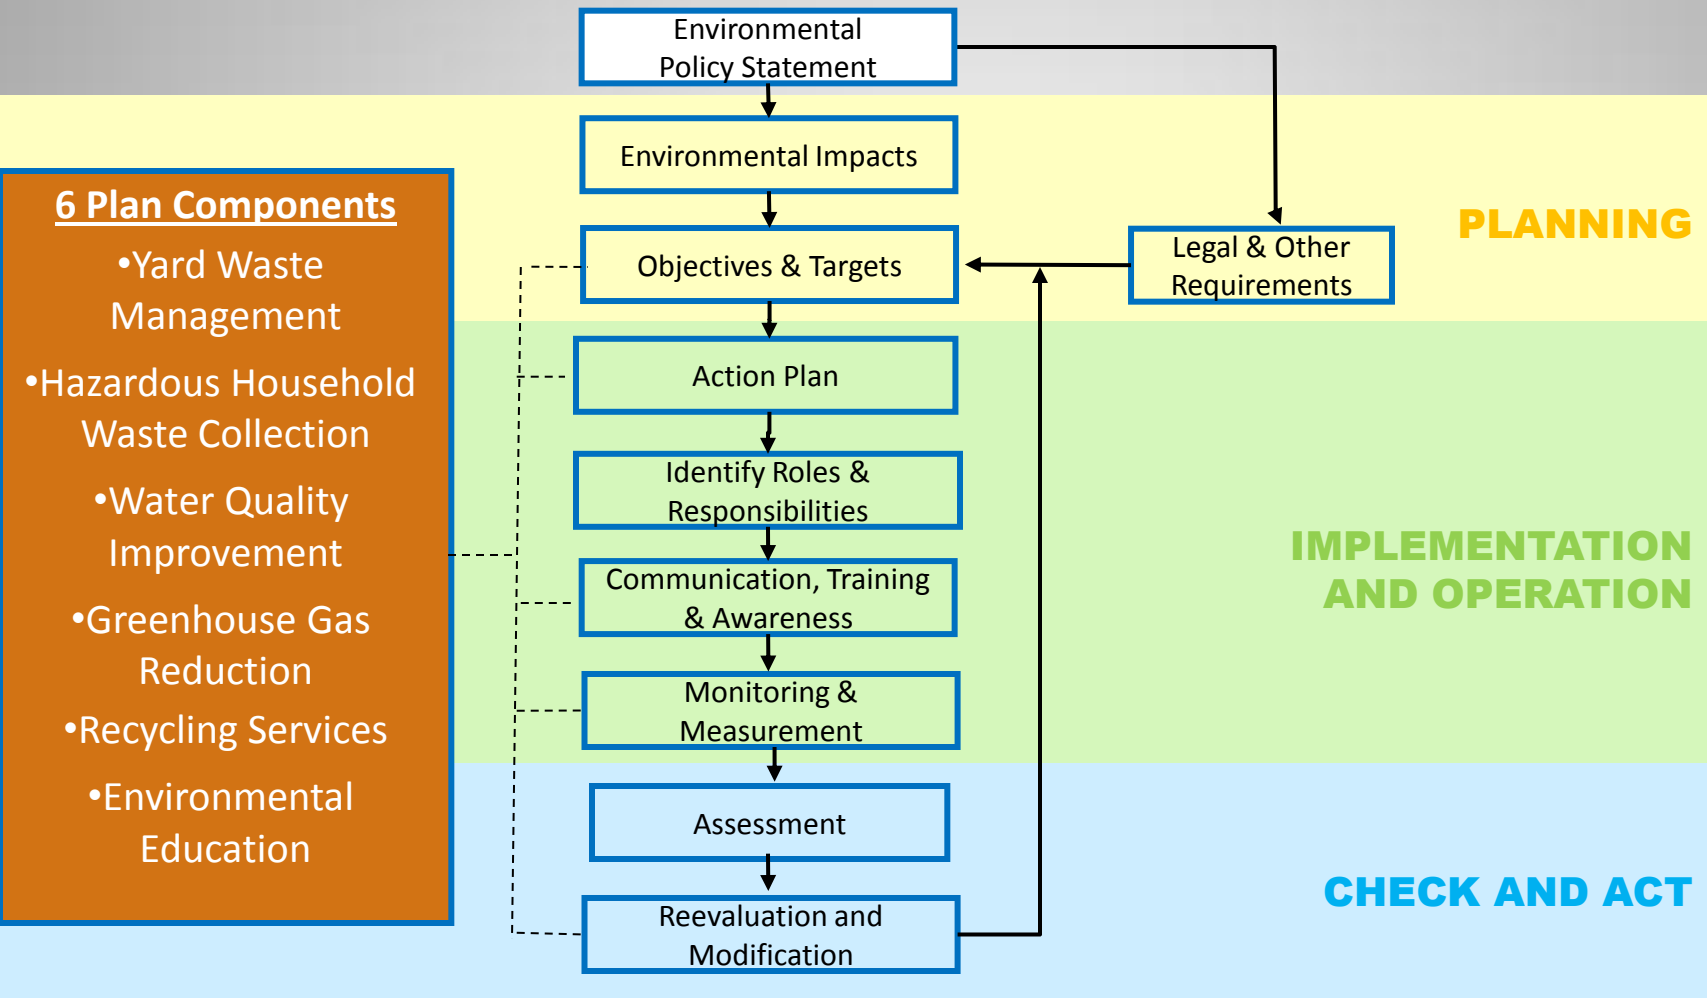 Environmental
Policy Statement
Environmental Impacts
6 Plan Components
•Yard Waste
Management
•Hazardous Household
Waste Collection
•Water Quality
Improvement
•Greenhouse Gas
Reduction
•Recycling Services
•Environmental
Education
Objectives & Targets
Legal & Other
Requirements
PLANNING
Action Plan
Identify Roles &
Responsibilities
Communication, Training
& Awareness
Monitoring &
Measurement
IMPLEMENTATION
AND OPERATION
Assessment
Reevaluation and
Modification
CHECK AND ACT